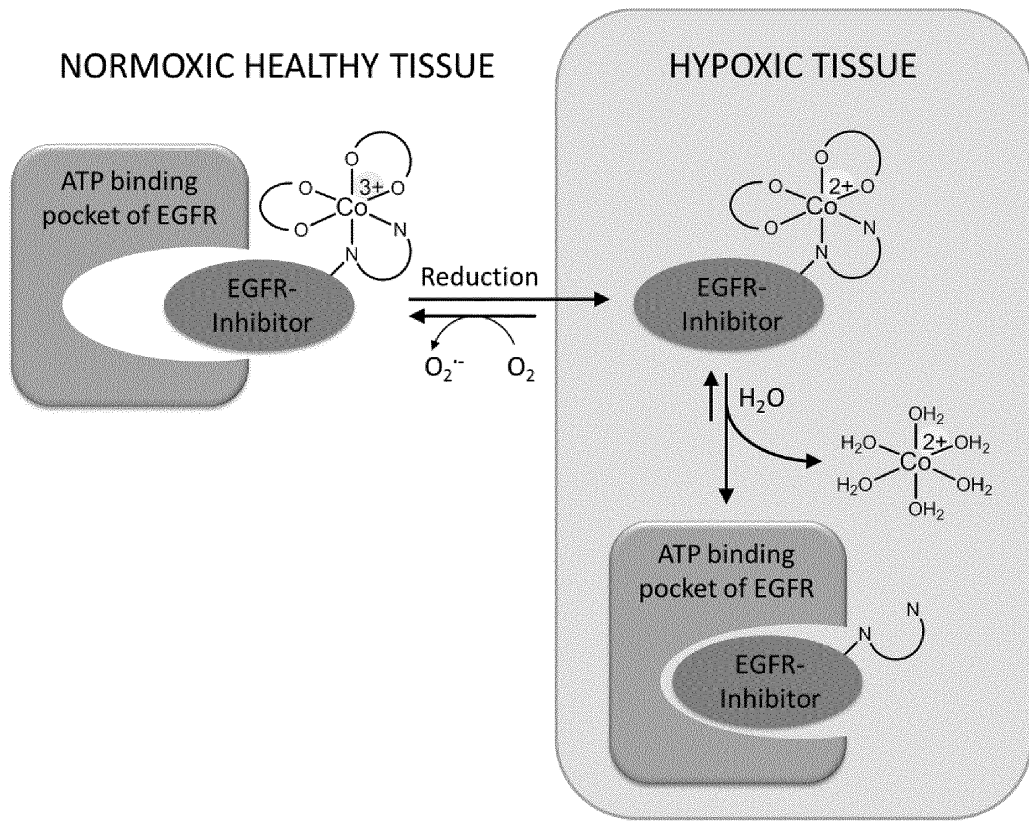 NORMOXIC HEALTHY TISSUE
HYPOXIC TISSUE
ATP binding
pocket of EGFR
EGFR-
Inhibitor
O
O
3+
O
Co
O
N
N
Reduction
O₂˙⁻
O₂
O
O
2+
O
Co
O
N
N
EGFR-
Inhibitor
H₂O
OH₂
H₂O
2+
OH₂
Co
H₂O
OH₂
OH₂
ATP binding
pocket of EGFR
EGFR-
Inhibitor
N
N